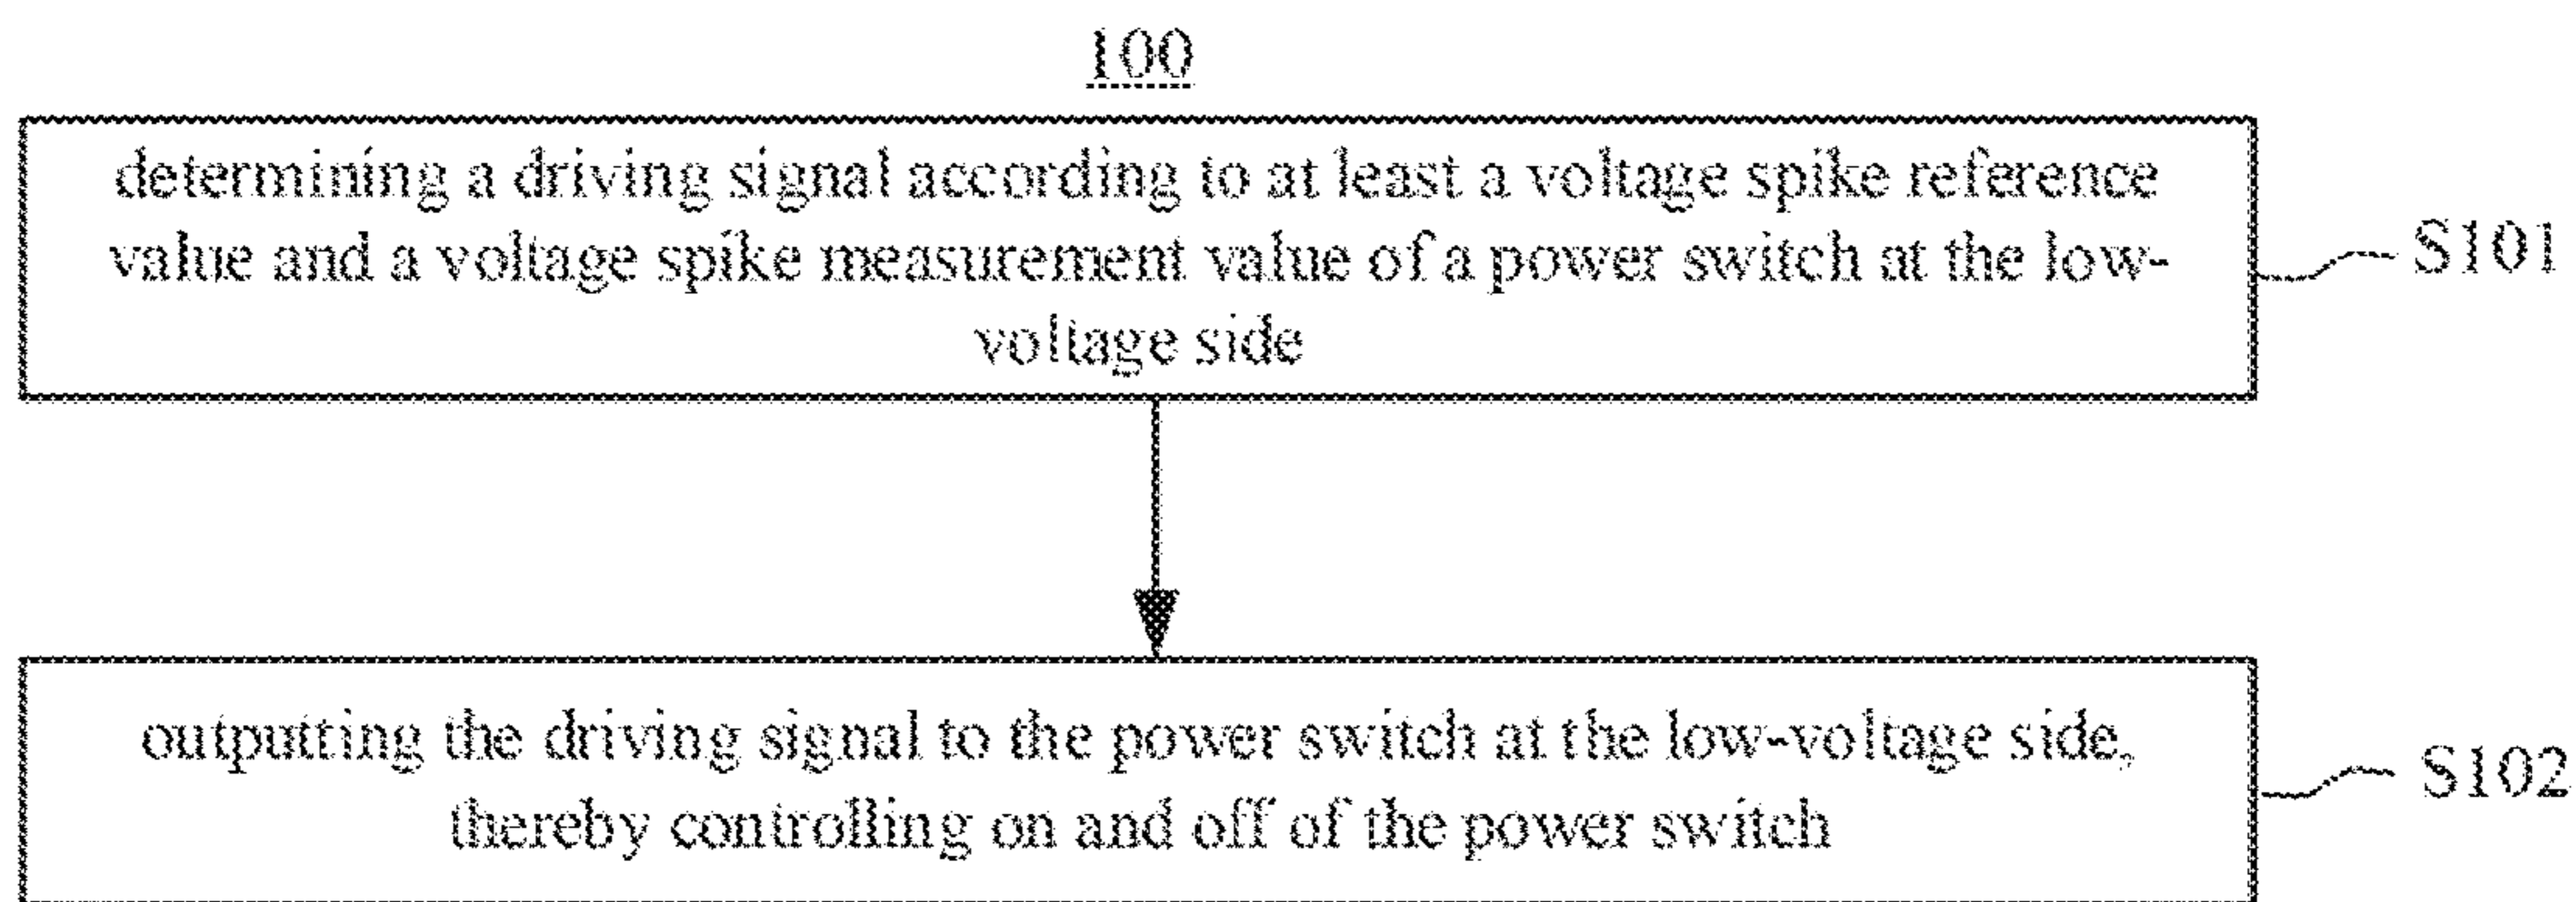 100
determining a driving signal according to at least a voltage spike reference
value and a voltage spike measurement value of a power switch at the low-
voltage side
S101
outputting the driving signal to the power switch at the low-voltage side,
thereby controlling on and off of the power switch
S102